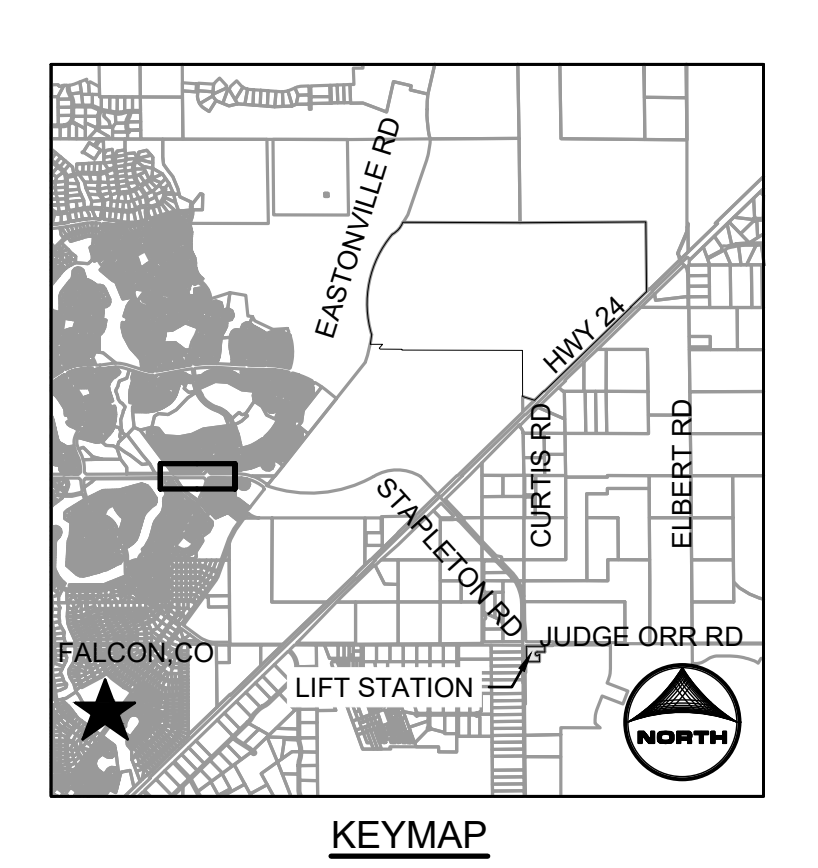 EASTONVILLE RD
HWY 24
CURTIS RD
ELBERT RD
STAPLETON RD
JUDGE ORR RD
FALCON,CO
LIFT STATION
NORTH
KEYMAP